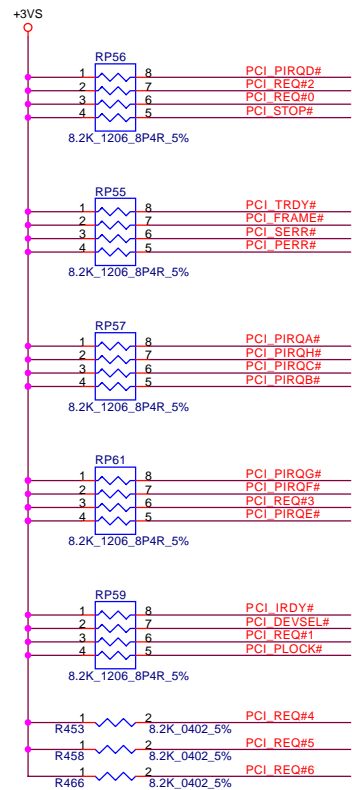 +3VS
RP56
1 8 PCI_PIRQD#
2 7 PCI_REQ#2
3 6 PCI_REQ#0
4 5 PCI_STOP#
8.2K_1206_8P4R_5%
RP55
1 8 PCI_TRDY#
2 7 PCI_FRAME#
3 6 PCI_SERR#
4 5 PCI_PERR#
8.2K_1206_8P4R_5%
RP57
1 8 PCI_PIRQA#
2 7 PCI_PIRQH#
3 6 PCI_PIRQC#
4 5 PCI_PIRQB#
8.2K_1206_8P4R_5%
RP61
1 8 PCI_PIRQG#
2 7 PCI_PIRQF#
3 6 PCI_REQ#3
4 5 PCI_PIRQE#
8.2K_1206_8P4R_5%
RP59
1 8 PCI_IRDY#
2 7 PCI_DEVSEL#
3 6 PCI_REQ#1
4 5 PCI_PLOCK#
8.2K_1206_8P4R_5%
1 2 PCI_REQ#4
R453 8.2K_0402_5%
1 2 PCI_REQ#5
R458 8.2K_0402_5%
1 2 PCI_REQ#6
R466 8.2K_0402_5%